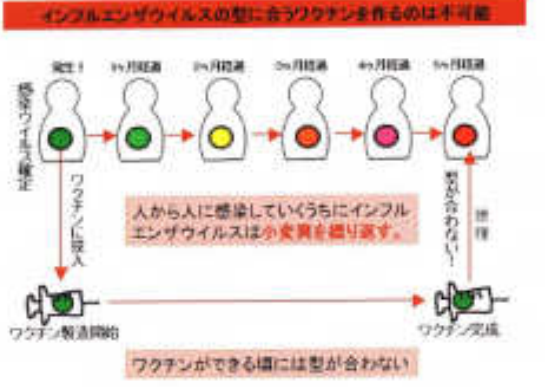 インフルエンザウイルスの型に合うワクチンを作るのは不可能
発生!
1ヶ月経過
2ヶ月経過
3ヶ月経過
4ヶ月経過
5ヶ月経過
感染ウイルス確定
ワクチンに採入
人から人に感染していくうちにインフル
エンザウイルスは小変異を繰り返す。
型が合わない!
接種
ワクチン製造開始
ワクチン完成
ワクチンができる頃には型が合わない